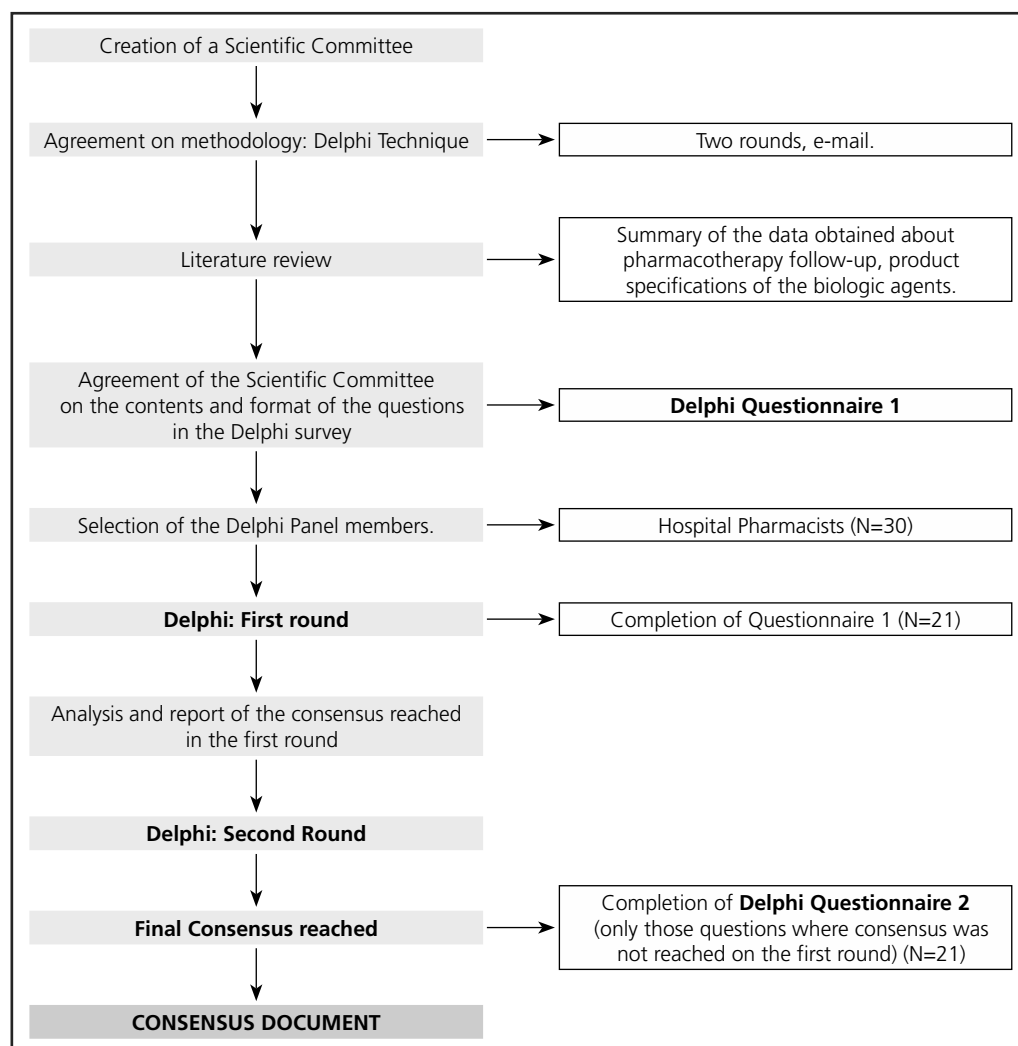 Creation of a Scientific Committee
Agreement on methodology: Delphi Technique
Two rounds, e-mail.
Literature review
Summary of the data obtained about
pharmacotherapy follow-up, product
specifications of the biologic agents.
Agreement of the Scientific Committee
on the contents and format of the questions
in the Delphi survey
Delphi Questionnaire 1
Selection of the Delphi Panel members.
Hospital Pharmacists (N=30)
Delphi: First round
Completion of Questionnaire 1 (N=21)
Analysis and report of the consensus reached
in the first round
Delphi: Second Round
Final Consensus reached
Completion of Delphi Questionnaire 2
(only those questions where consensus was
not reached on the first round) (N=21)
CONSENSUS DOCUMENT